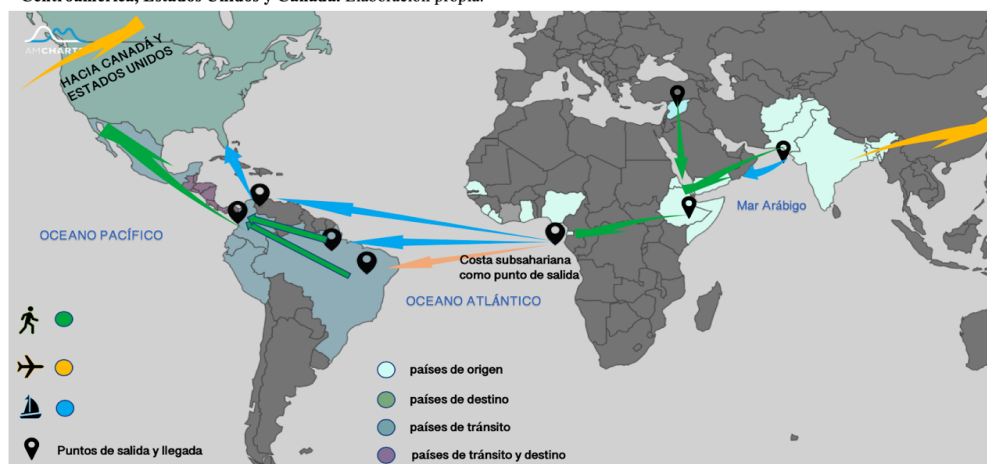 Centroamérica, Estados Unidos y Canadá. Elaboración propia.
AMCHARTS
HACIA CANADÁ Y
ESTADOS UNIDOS
Mar Arábigo
OCEANO PACÍFICO
Costa subsahariana
como punto de salida
OCEANO ATLÁNTICO
países de origen
países de destino
países de tránsito
Puntos de salida y llegada
países de tránsito y destino